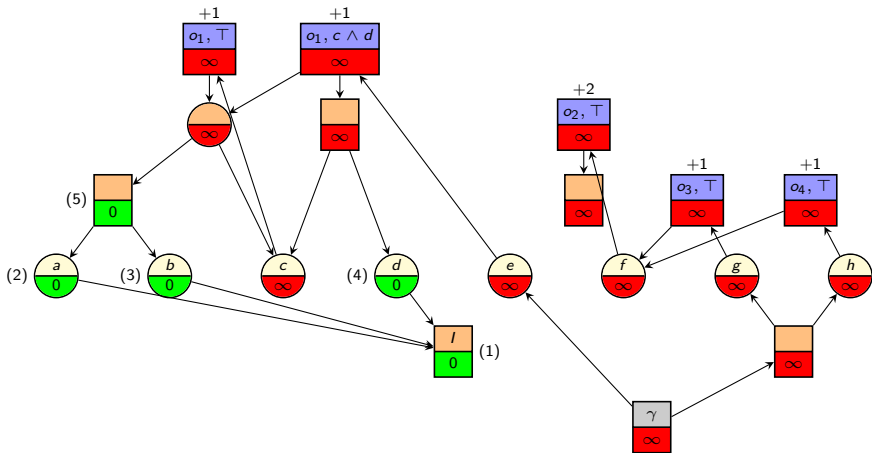 +1 +1
o₁, ⊤ o₁, c ∧ d
∞ ∞
+2
o₂, ⊤
∞ ∞ ∞
+1 +1
(5) o₃, ⊤ o₄, ⊤
0 ∞ ∞ ∞
(2) a (3) b c (4) d e f g h
0 0 ∞ 0 ∞ ∞ ∞ ∞
I (1)
0 ∞
γ
∞